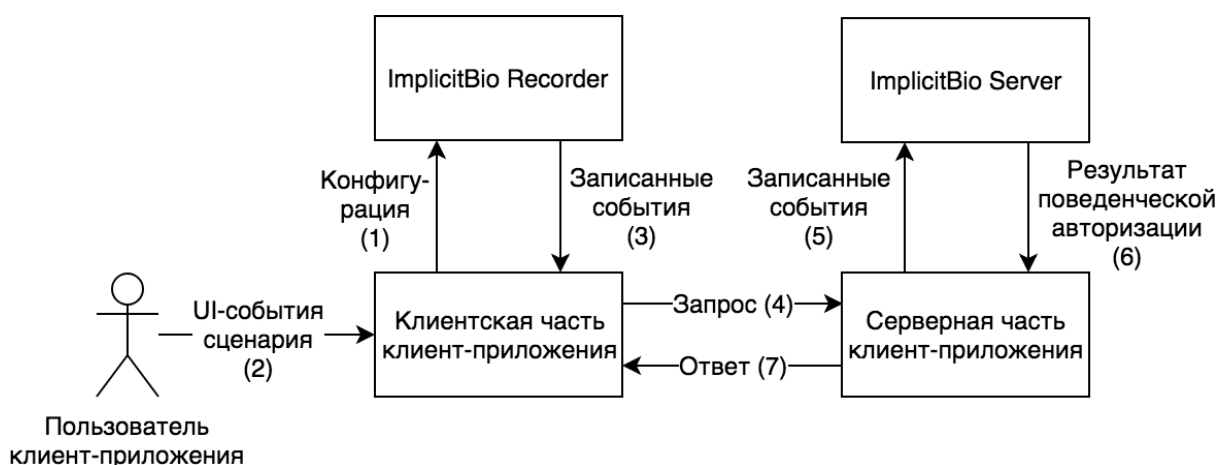 ImplicitBio Recorder
ImplicitBio Server
Конфигу-
рация
(1)
Записанные
события
(3)
Записанные
события
(5)
Результат
поведенческой
авторизации
(6)
UI-события
сценария
(2)
Клиентская часть
клиент-приложения
Запрос (4)
Ответ (7)
Серверная часть
клиент-приложения
Пользователь
клиент-приложения